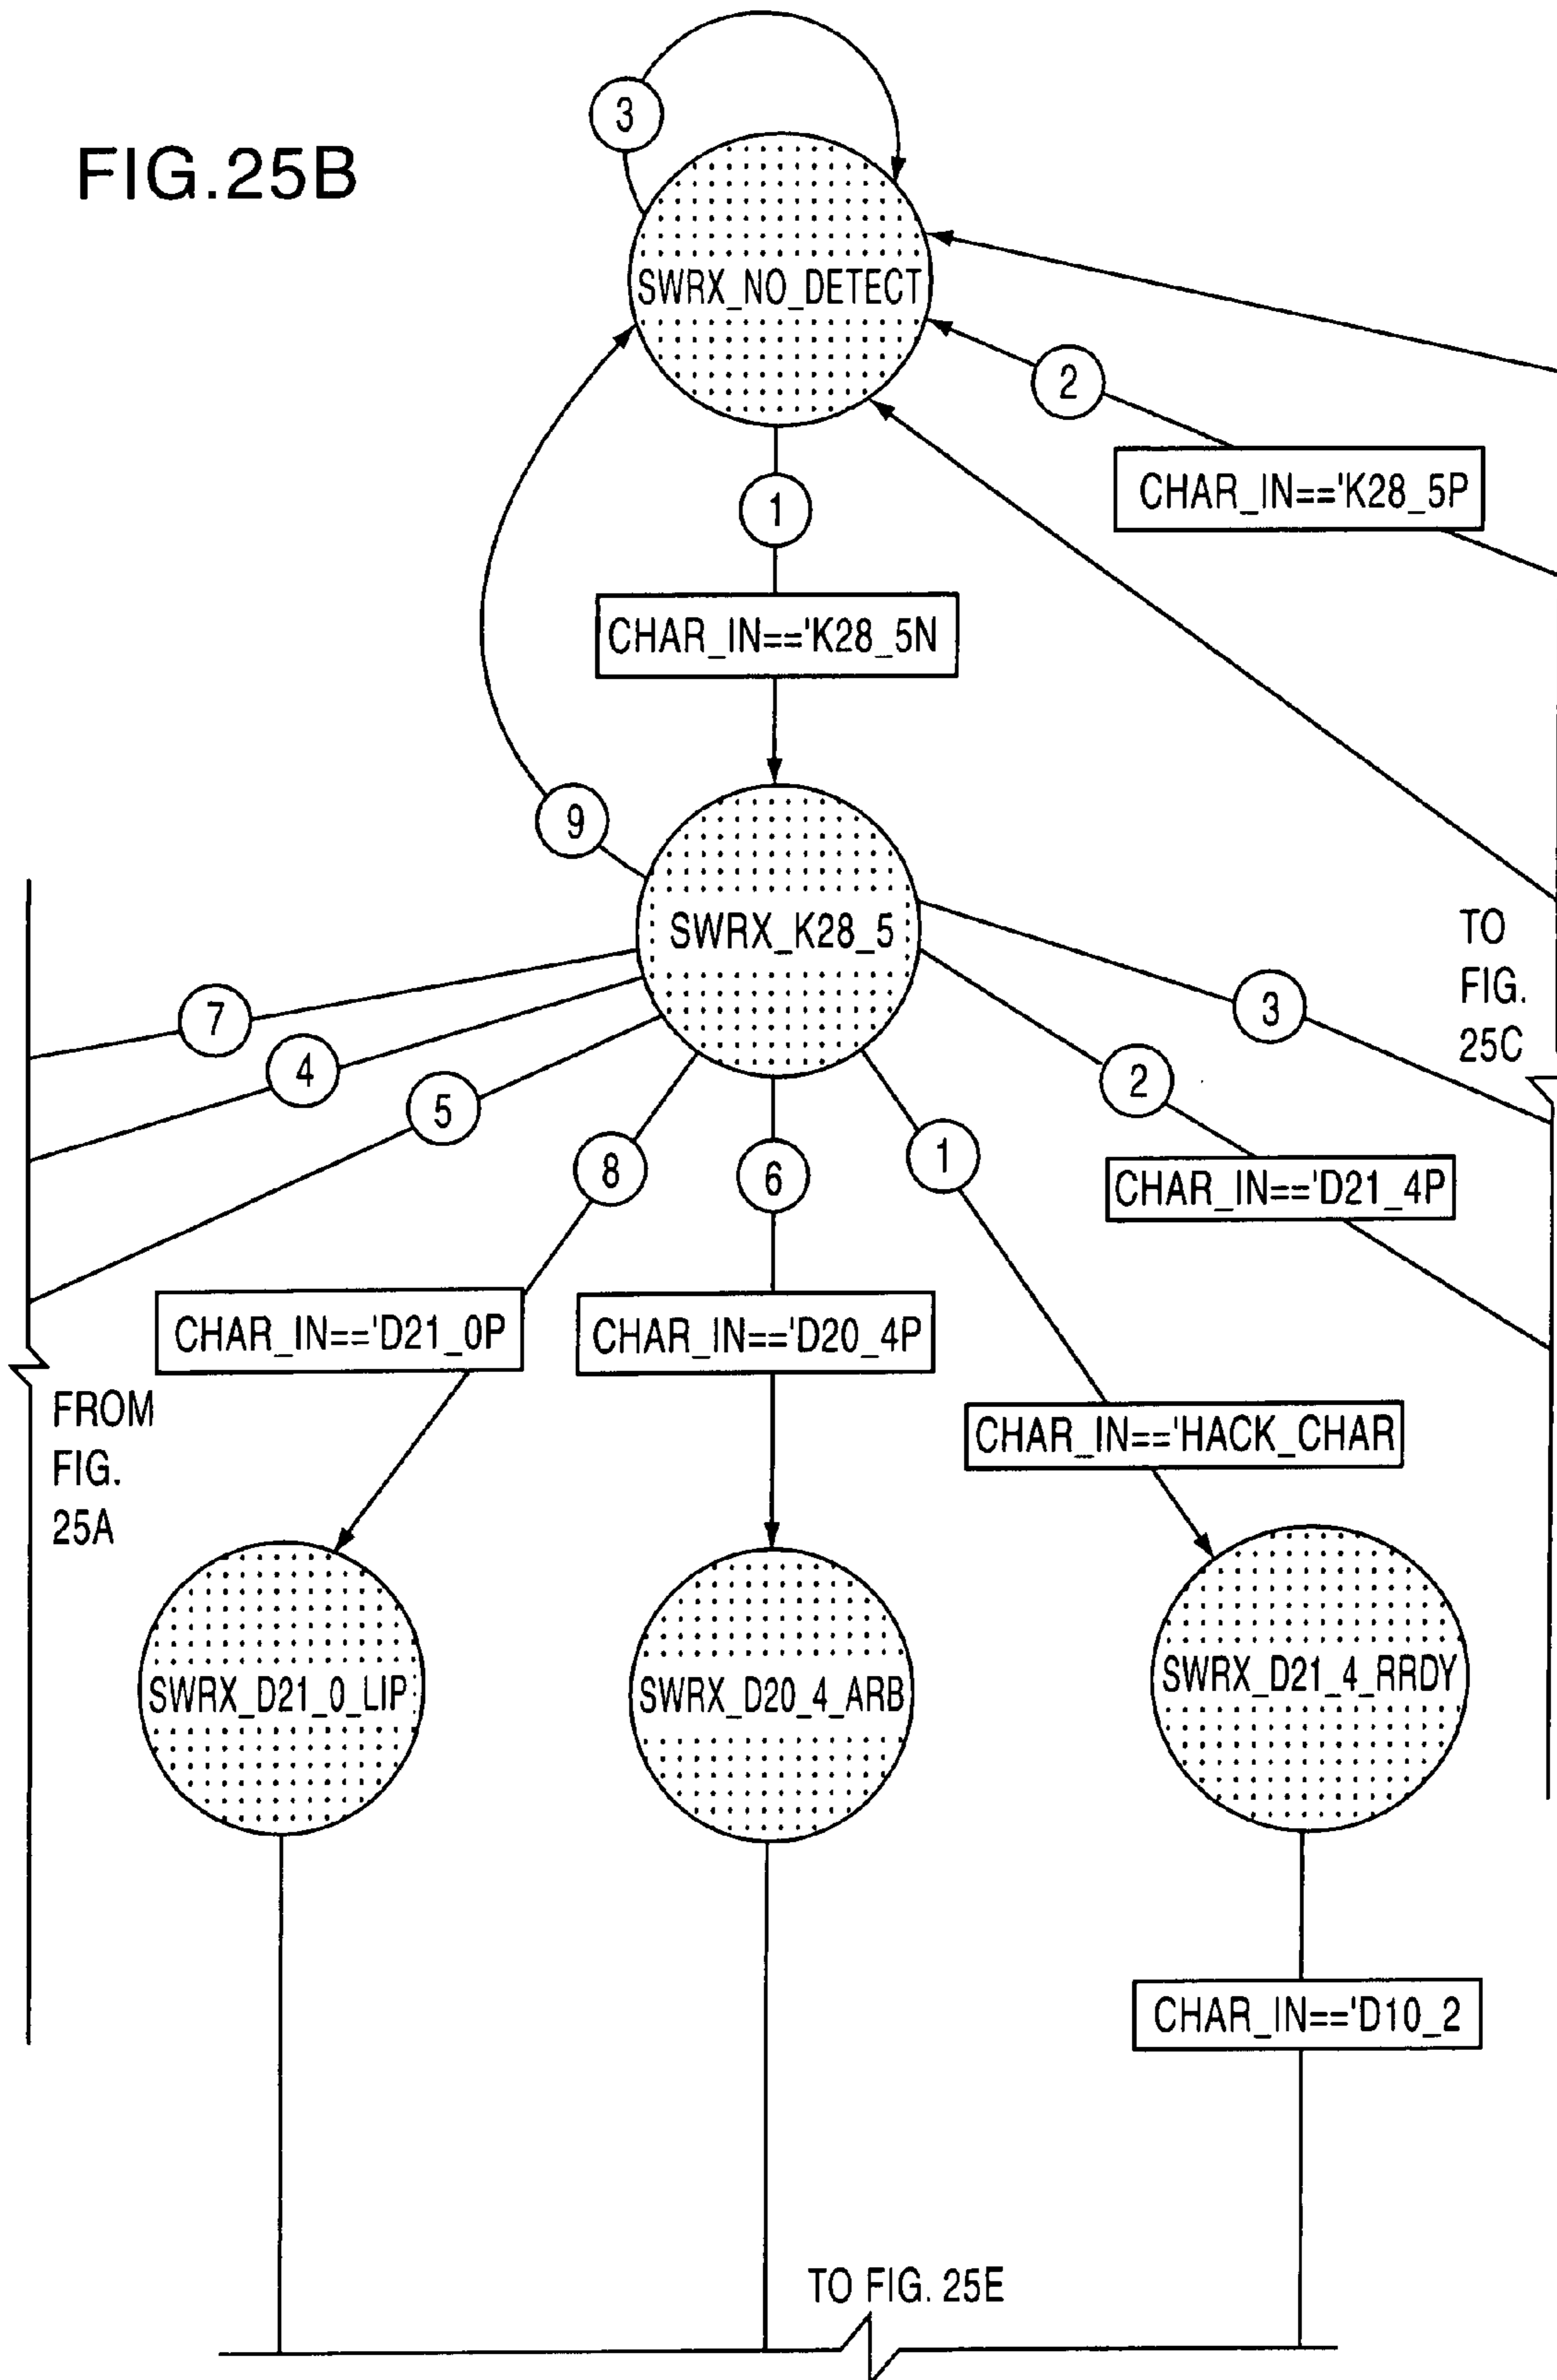 3
FIG.25B
SWRX_NO_DETECT
2
CHAR_IN=='K28_5P
1
CHAR_IN=='K28_5N
9
SWRX_K28_5
TO
FIG.
25C
7
3
4
2
5
8
6
1
CHAR_IN=='D21_4P
CHAR_IN=='D21_0P
CHAR_IN=='D20_4P
FROM
FIG.
25A
CHAR_IN=='HACK_CHAR
SWRX_D21_0_LIP
SWRX_D20_4_ARB
SWRX_D21_4_RRDY
CHAR_IN=='D10_2
TO FIG. 25E